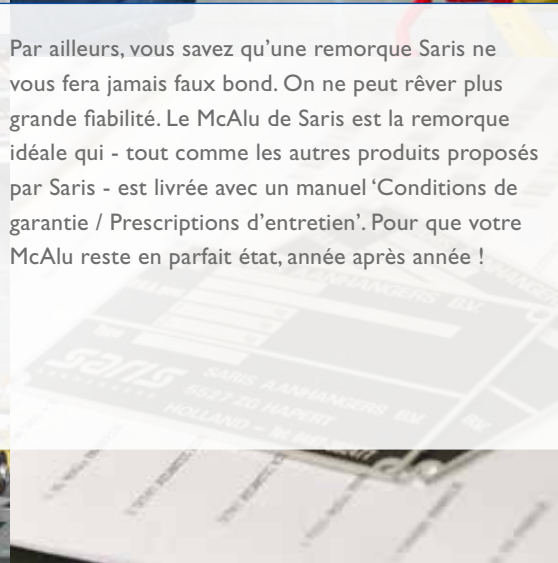 Par ailleurs, vous savez qu’une remorque Saris ne
vous fera jamais faux bond. On ne peut rêver plus
grande fiabilité. Le McAlu de Saris est la remorque
idéale qui - tout comme les autres produits proposés
par Saris - est livrée avec un manuel ‘Conditions de
garantie / Prescriptions d’entretien’. Pour que votre
McAlu reste en parfait état, année après année !
AANHANGERS B.V.
saris
SARIS AANHANGERS B.V.
5527 ZG HAPERT
HOLLAND